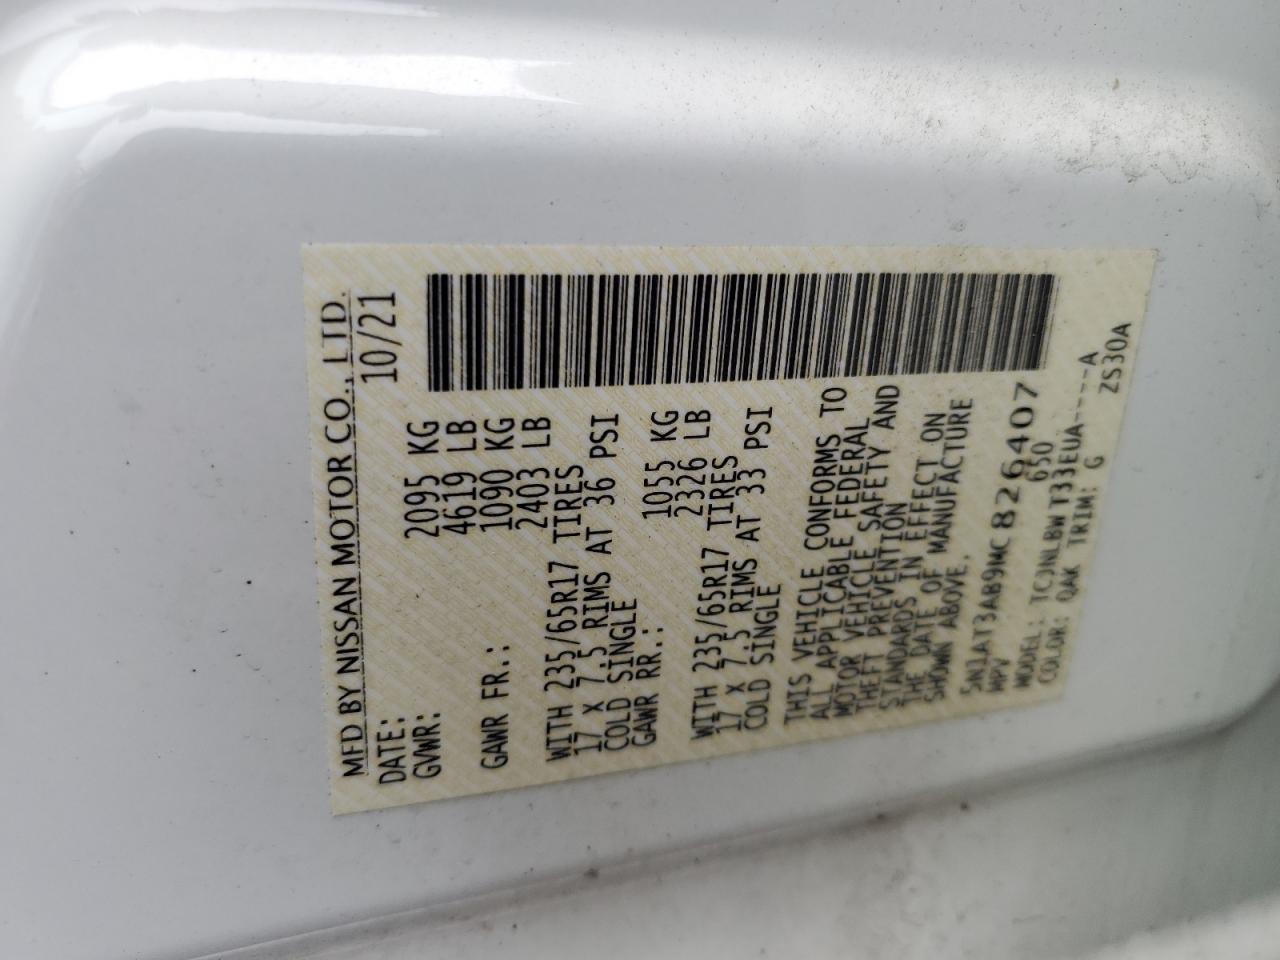 MFD BY NISSAN MOTOR CO., LTD.
DATE: 10/21
GVWR: 2095 KG
4619 LB
GAWR FR.: 1090 KG
2403 LB
WITH 235/65R17 TIRES
17 X 7.5 RIMS AT 36 PSI
COLD SINGLE
GAWR RR.: 1055 KG
2326 LB
WITH 235/65R17 TIRES
17 X 7.5 RIMS AT 33 PSI
COLD SINGLE
THIS VEHICLE CONFORMS TO
ALL APPLICABLE FEDERAL
MOTOR VEHICLE SAFETY AND
THEFT PREVENTION
STANDARDS IN EFFECT ON
THE DATE OF MANUFACTURE
SHOWN ABOVE.
5N1AT3AB9MC826407
MPV 650
MODEL: TCJNLBWT33EUA-----A
COLOR: QAK TRIM: G
ZS30A